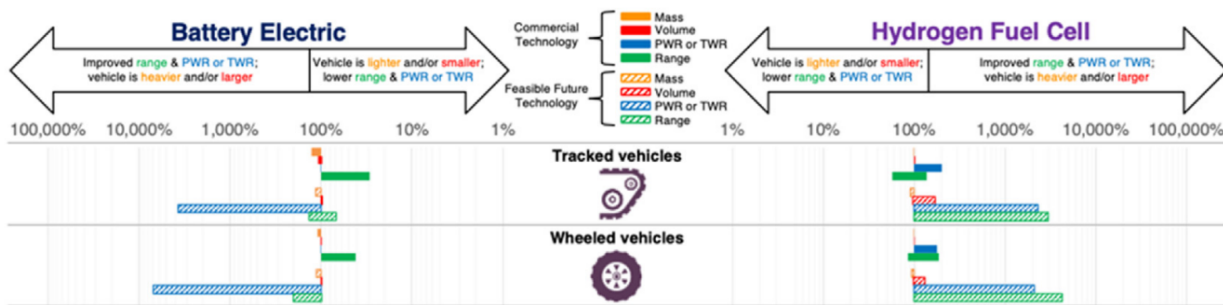 Battery Electric
Improved range & PWR or TWR;
vehicle is heavier and/or larger
Vehicle is lighter and/or smaller;
lower range & PWR or TWR
Commercial
Technology
Mass
Volume
PWR or TWR
Range
Feasible Future
Technology
Mass
Volume
PWR or TWR
Range
Hydrogen Fuel Cell
Vehicle is lighter and/or smaller;
lower range & PWR or TWR
Improved range & PWR or TWR;
vehicle is heavier and/or larger
100,000% 10,000% 1,000% 100% 10% 1% 1% 10% 100% 1,000% 10,000% 100,000%
Tracked vehicles
Wheeled vehicles